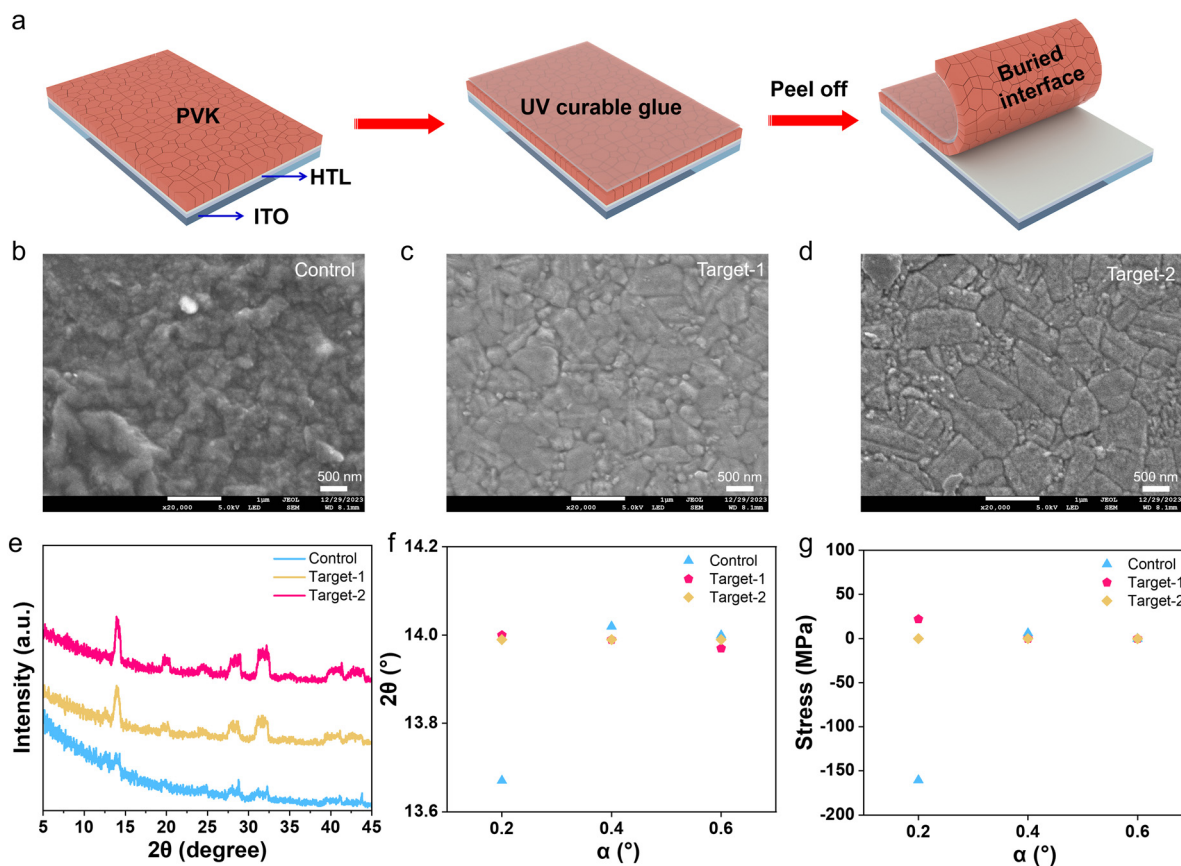 a
PVK
HTL
ITO
UV curable glue
Peel off
Buried
interface
b
Control
500 nm
1μm JEOL 12/29/2023
x20,000 5.0kV LED SEM WD 8.1mm
c
Target-1
500 nm
1μm JEOL 12/29/2023
x20,000 5.0kV LED SEM WD 8.1mm
d
Target-2
500 nm
1μm JEOL 12/29/2023
x20,000 5.0kV LED SEM WD 8.1mm
e
Control
Target-1
Target-2
Intensity (a.u.)
5 10 15 20 25 30 35 40 45
2θ (degree)
f
Control
Target-1
Target-2
14.2
14.0
13.8
13.6
2θ (°)
0.2 0.4 0.6
α (°)
g
Control
Target-1
Target-2
100
50
0
-50
-100
-150
-200
Stress (MPa)
0.2 0.4 0.6
α (°)